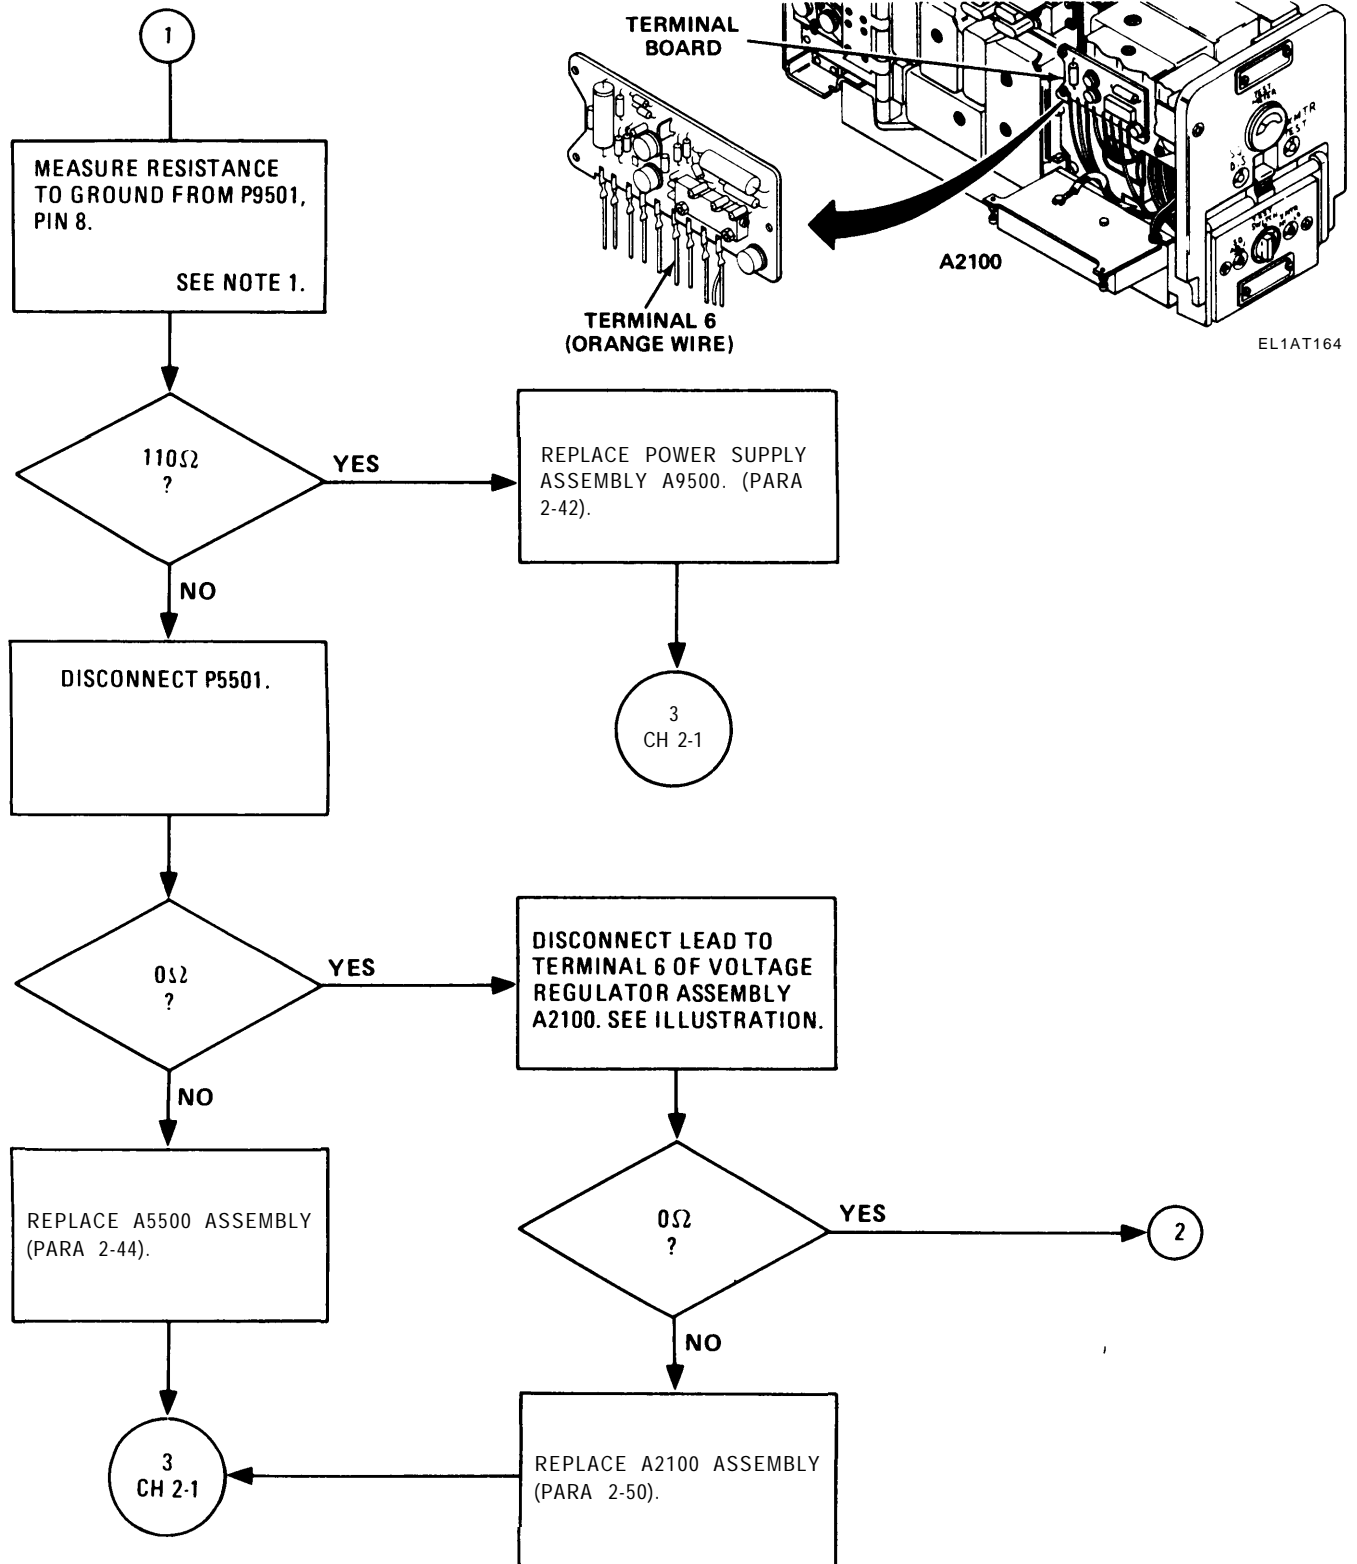 1
TERMINAL
BOARD
MEASURE RESISTANCE
TO GROUND FROM P9501,
PIN 8.
SEE NOTE 1.
TEST
A2100
TERMINAL 6
(ORANGE WIRE)
EL1AT164
110Ω
?
YES
REPLACE POWER SUPPLY
ASSEMBLY A9500. (PARA
2-42).
NO
DISCONNECT P5501.
3
CH 2-1
0Ω
?
YES
DISCONNECT LEAD TO
TERMINAL 6 OF VOLTAGE
REGULATOR ASSEMBLY
A2100. SEE ILLUSTRATION.
NO
REPLACE A5500 ASSEMBLY
(PARA 2-44).
0Ω
?
YES
2
NO
3
CH 2-1
REPLACE A2100 ASSEMBLY
(PARA 2-50).